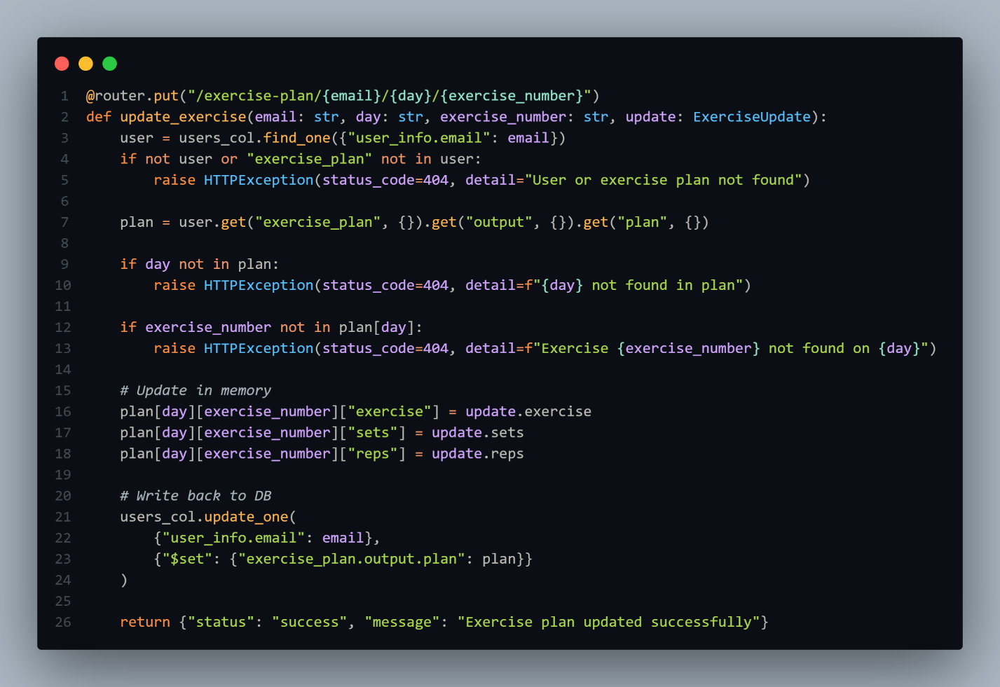 1 @router.put("/exercise-plan/{email}/{day}/{exercise_number}")
2 def update_exercise(email: str, day: str, exercise_number: str, update: ExerciseUpdate):
3     user = users_col.find_one({"user_info.email": email})
4     if not user or "exercise_plan" not in user:
5         raise HTTPException(status_code=404, detail="User or exercise plan not found")
6
7     plan = user.get("exercise_plan", {}).get("output", {}).get("plan", {})
8
9     if day not in plan:
10         raise HTTPException(status_code=404, detail=f"{day} not found in plan")
11
12     if exercise_number not in plan[day]:
13         raise HTTPException(status_code=404, detail=f"Exercise {exercise_number} not found on {day}")
14
15     # Update in memory
16     plan[day][exercise_number]["exercise"] = update.exercise
17     plan[day][exercise_number]["sets"] = update.sets
18     plan[day][exercise_number]["reps"] = update.reps
19
20     # Write back to DB
21     users_col.update_one(
22         {"user_info.email": email},
23         {"$set": {"exercise_plan.output.plan": plan}}
24     )
25
26     return {"status": "success", "message": "Exercise plan updated successfully"}